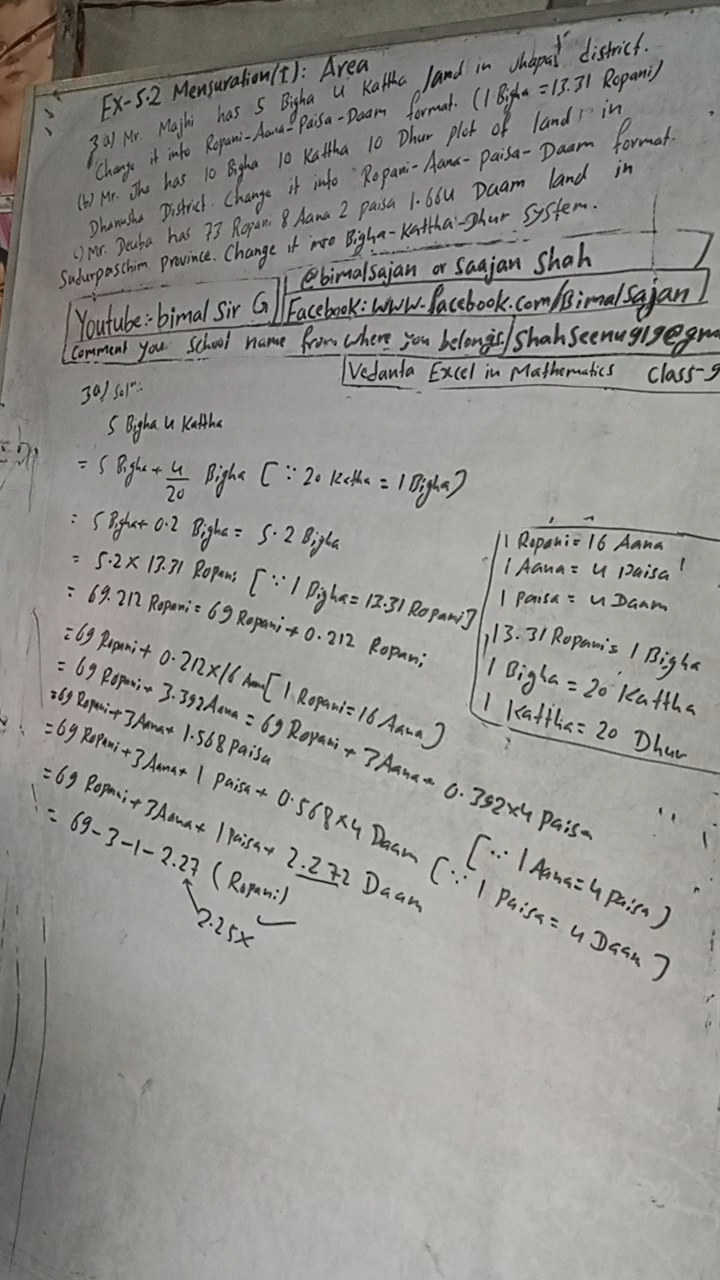 EX-5.2 Mensuration(I): Area
3 a) Mr. Majhi has 5 Bigha 4 Kattha land in Jhapa district.
Change it into Ropani-Aana-Paisa-Daam format. (1 Bigha = 13.31 Ropani)
(b) Mr. Jha has 10 Bigha 10 Kattha 10 Dhur plot of land in
Dhanusha District. Change it into Ropani-Aana-Paisa-Daam format.
c) Mr. Deuba has 73 Ropani 8 Aana 2 paisa 1.664 Daam land in
Sudurpaschim province. Change it into Bigha-Kattha-Dhur system.
@bimalsajan or Saajan Shah
Youtube:- bimal Sir G
Facebook: www.facebook.com/Bimalsajan
Comment your School name from where you belongs/
Shahseenu919@gm
Vedanta Excel in Mathematics Class-9
3a) Solⁿ:
5 Bigha 4 Kattha
= 5 Bigha + 4/20 Bigha [∵ 20 Kattha = 1 Bigha]
= 5 Bigha + 0.2 Bigha = 5.2 Bigha
= 5.2 × 13.31 Ropani [∵ 1 Bigha = 13.31 Ropani]
= 69.212 Ropani = 69 Ropani + 0.212 Ropani
= 69 Ropani + 0.212×16 Aana [1 Ropani = 16 Aana]
= 69 Ropani + 3.392 Aana = 69 Ropani + 3 Aana + 0.392×4 paisa
[∵ 1 Aana = 4 paisa]
= 69 Ropani + 3 Aana + 1.568 paisa
= 69 Ropani + 3 Aana + 1 paisa + 0.568×4 Daam [∵ 1 paisa = 4 Daam]
= 69 Ropani + 3 Aana + 1 paisa + 2.272 Daam
= 69-3-1-2.27 (Ropani) ✓
2.25×
1 Ropani = 16 Aana
1 Aana = 4 paisa
1 paisa = 4 Daam
13.31 Ropani = 1 Bigha
1 Bigha = 20 Kattha
1 Kattha = 20 Dhur